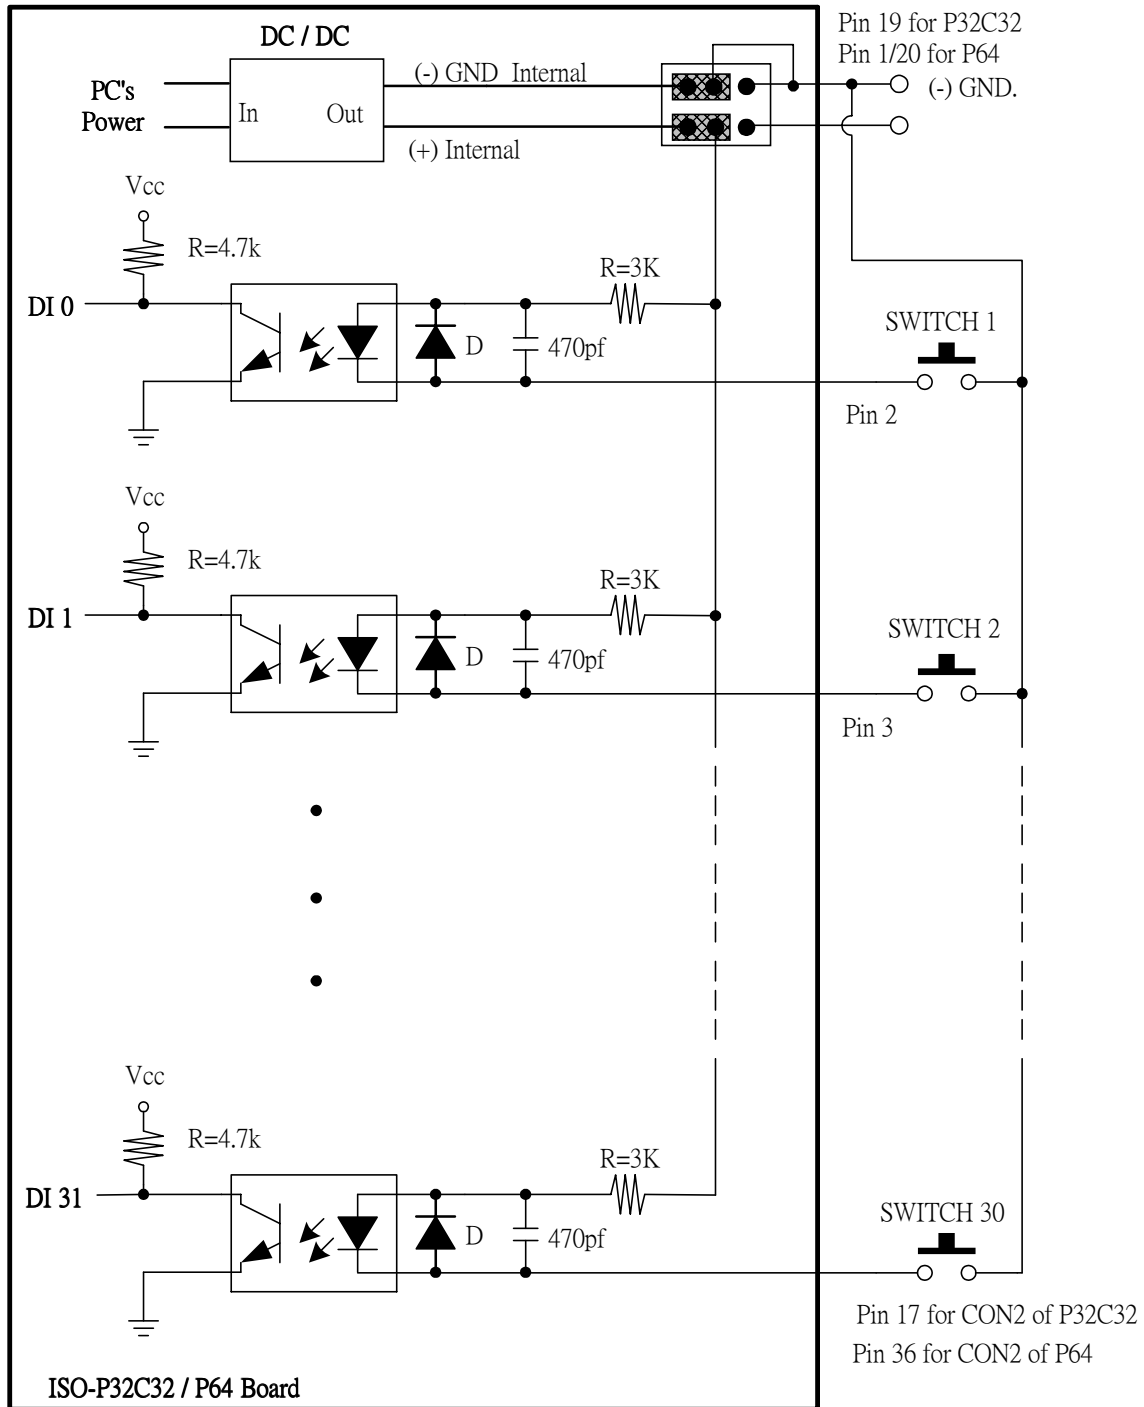 Pin 19 for P32C32
Pin 1/20 for P64
DC / DC
(-) GND Internal
(-) GND.
PC's
Power
In
Out
(+) Internal
Vcc
R=4.7k
R=3K
DI 0
D
470pf
SWITCH 1
Pin 2
Vcc
R=4.7k
R=3K
DI 1
D
470pf
SWITCH 2
Pin 3
Vcc
R=4.7k
R=3K
DI 31
D
470pf
SWITCH 30
Pin 17 for CON2 of P32C32
Pin 36 for CON2 of P64
ISO-P32C32 / P64 Board